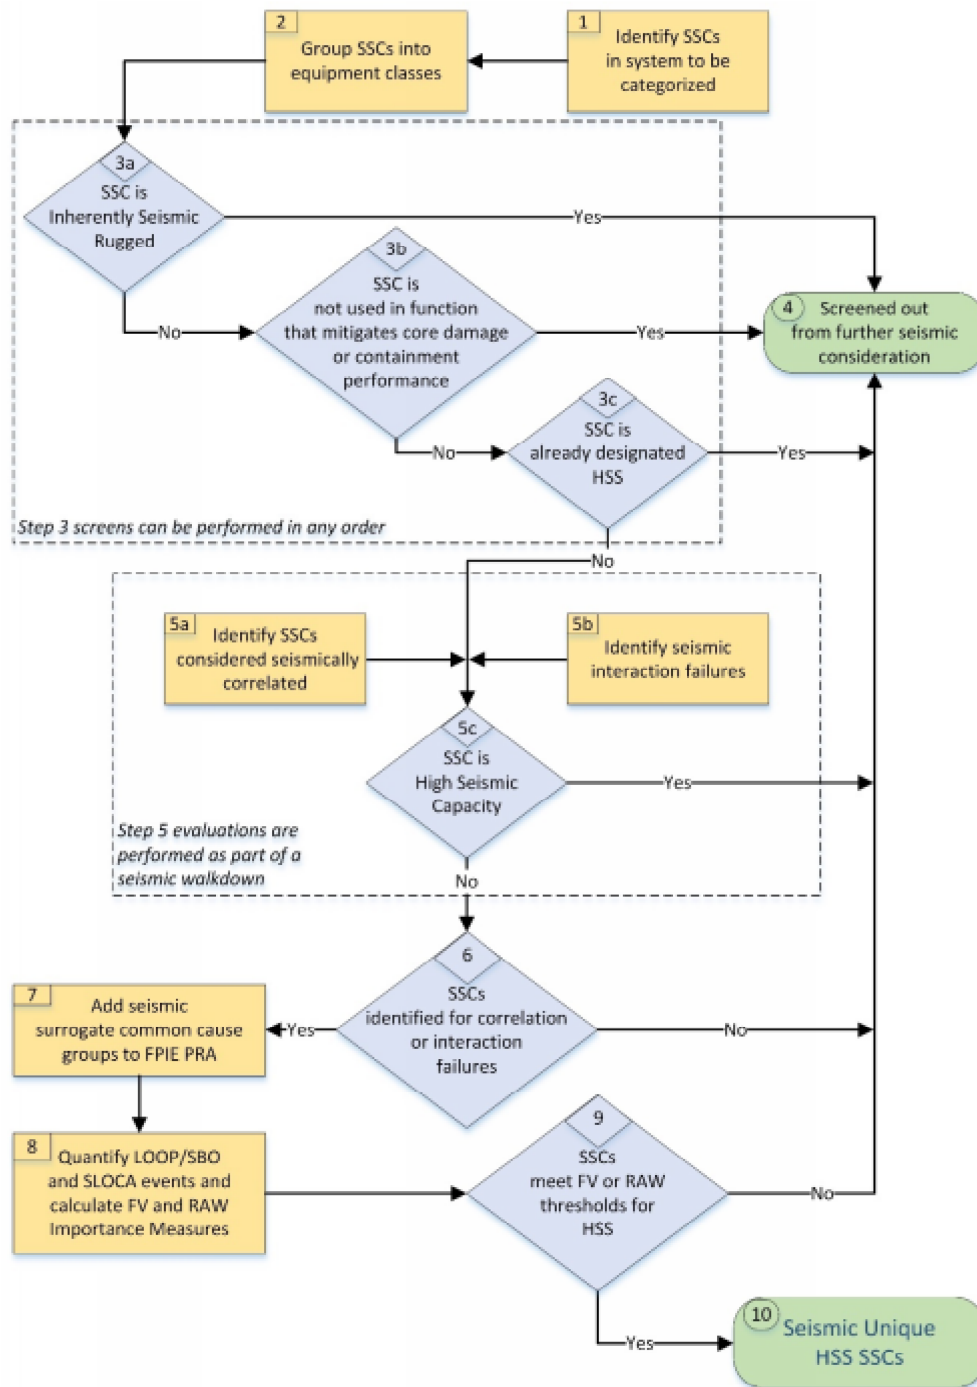 2
Group SSCs into
equipment classes
1
Identify SSCs
in system to be
categorized
3a
SSC is
Inherently Seismic
Rugged
Yes
No
3b
SSC is
not used in function
that mitigates core damage
or containment
performance
Yes
No
4
Screened out
from further seismic
consideration
3c
SSC is
already designated
HSS
Yes
No
Step 3 screens can be performed in any order
5a
Identify SSCs
considered seismically
correlated
5b
Identify seismic
interaction failures
5c
SSC is
High Seismic
Capacity
Yes
No
Step 5 evaluations are
performed as part of a
seismic walkdown
6
SSCs
identified for correlation
or interaction
failures
Yes
No
7
Add seismic
surrogate common cause
groups to FPIE PRA
8
Quantify LOOP/SBO
and SLOCA events and
calculate FV and RAW
Importance Measures
9
SSCs
meet FV or RAW
thresholds for
HSS
No
Yes
10
Seismic Unique
HSS SSCs